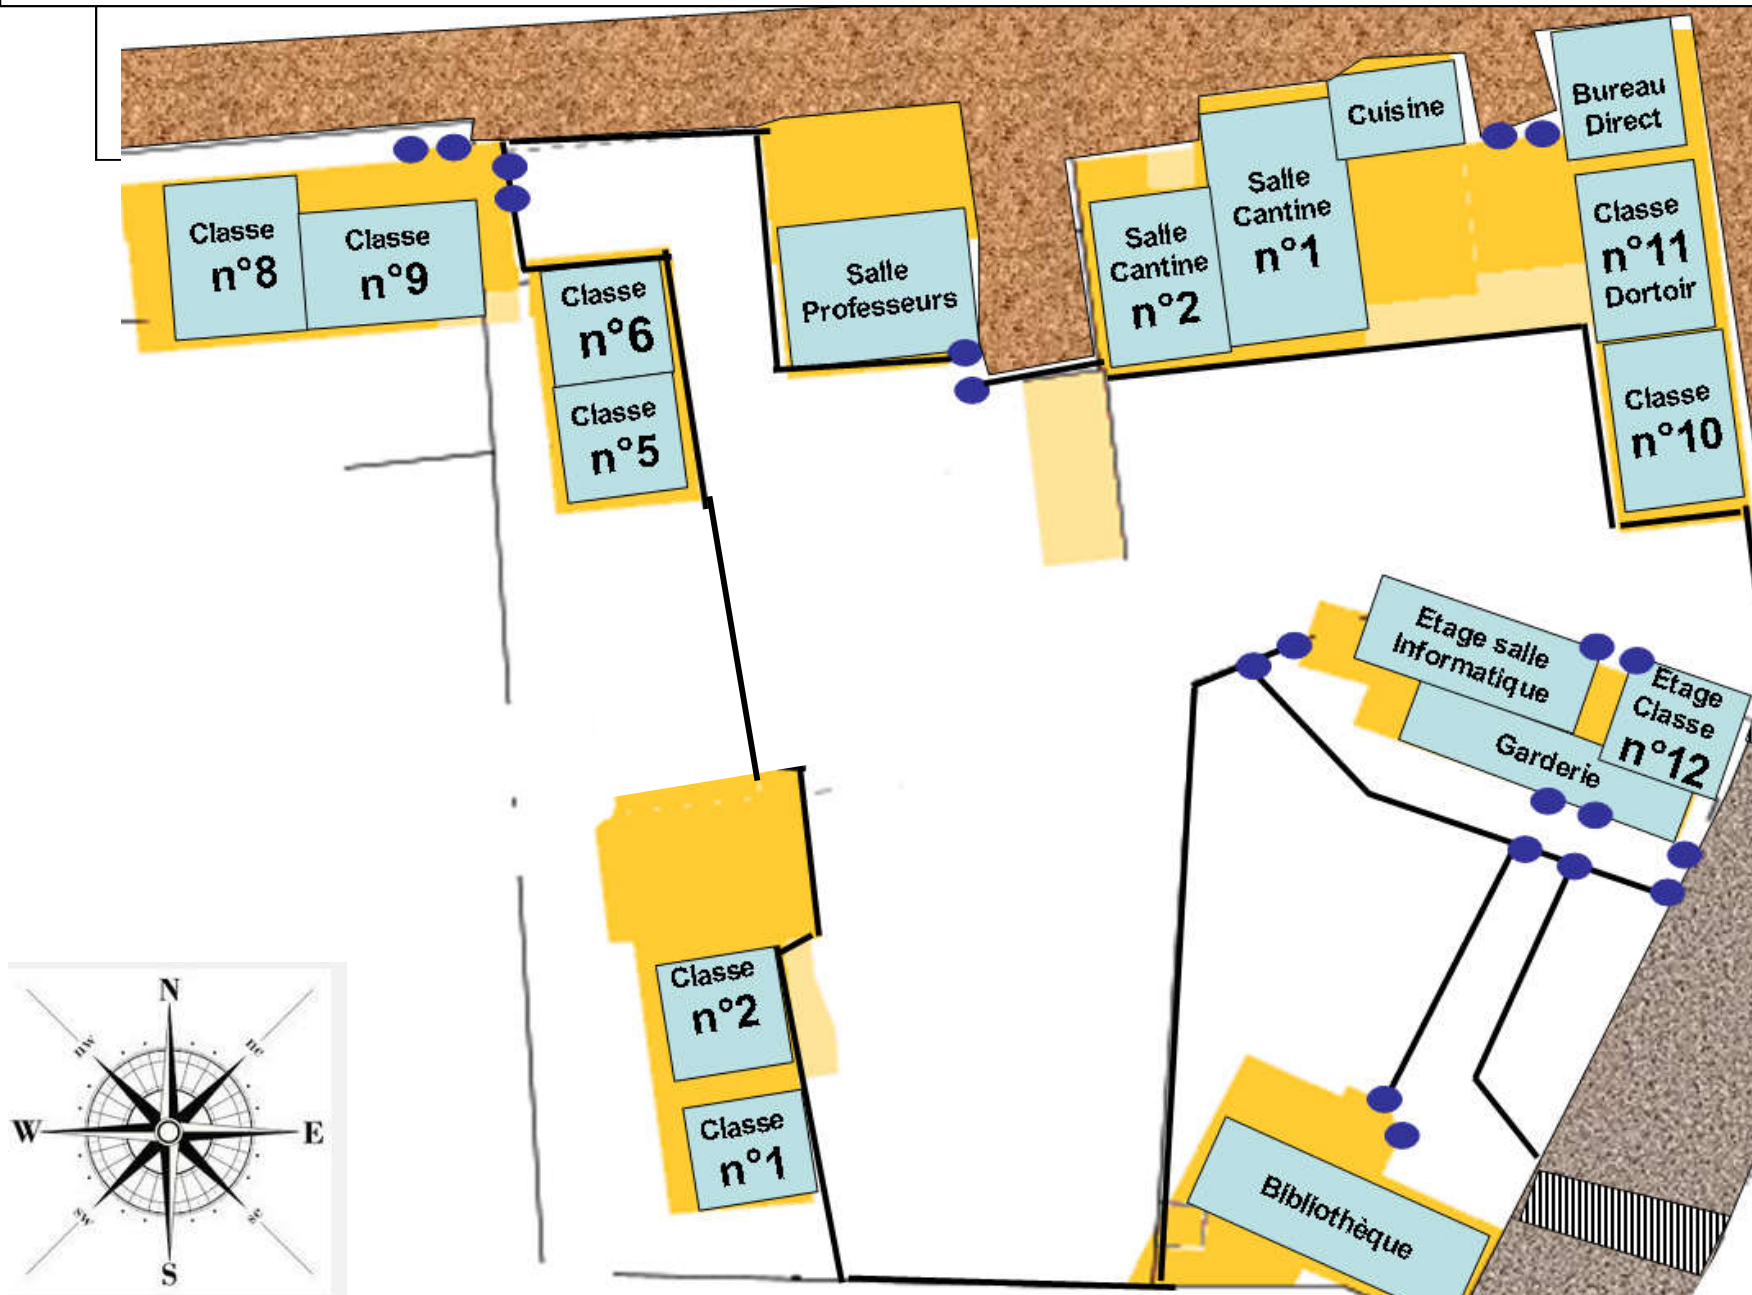 Bureau
Direct
Cuisine
Salle
Cantine
n°1
Salle
Cantine
n°2
Classe
n°11
Dortoir
Classe
n°10
Classe
n°8
Classe
n°9
Salle
Professeurs
Classe
n°6
Classe
n°5
Etage salle
Informatique
Etage
Classe
n°12
Garderie
Classe
n°2
Classe
n°1
Bibliothèque
N
nw
ne
W
E
sw
se
S